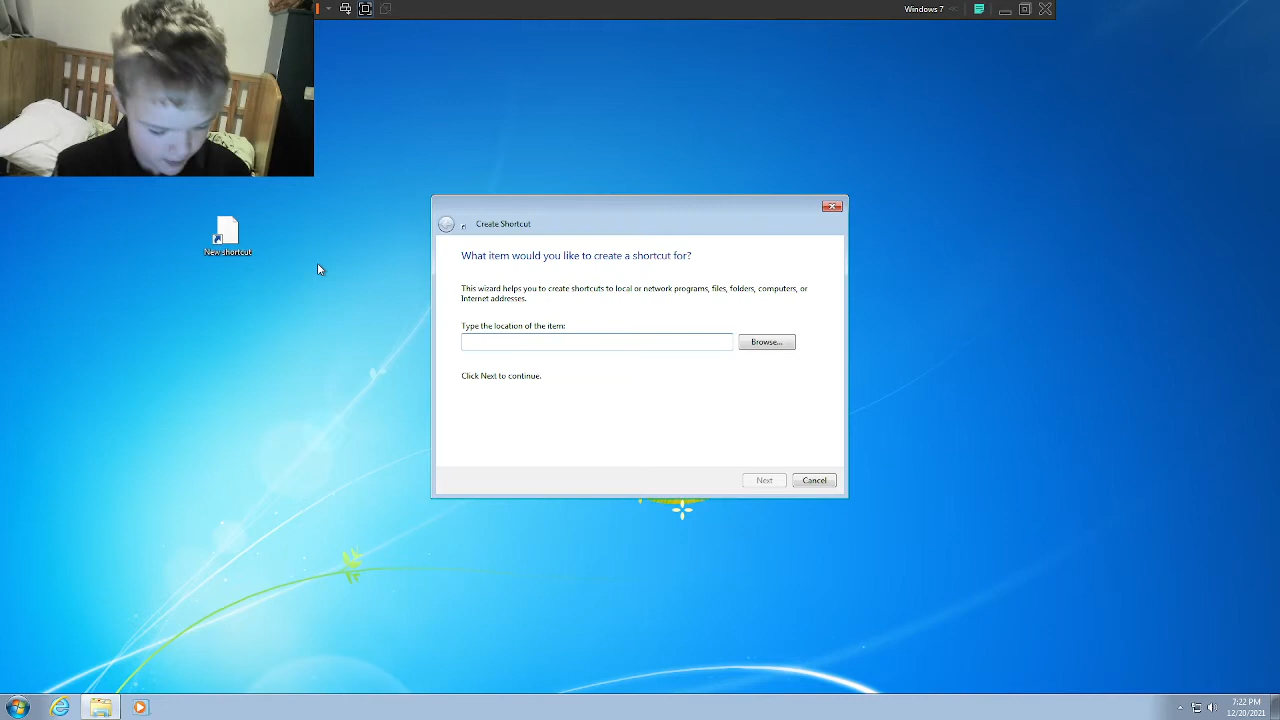 Windows 7
New shortcut
Create Shortcut
What item would you like to create a shortcut for?
This wizard helps you to create shortcuts to local or network programs, files, folders, computers, or
Internet addresses.
Type the location of the item:
Browse...
Click Next to continue.
Next
Cancel
7:22 PM
12/20/2021